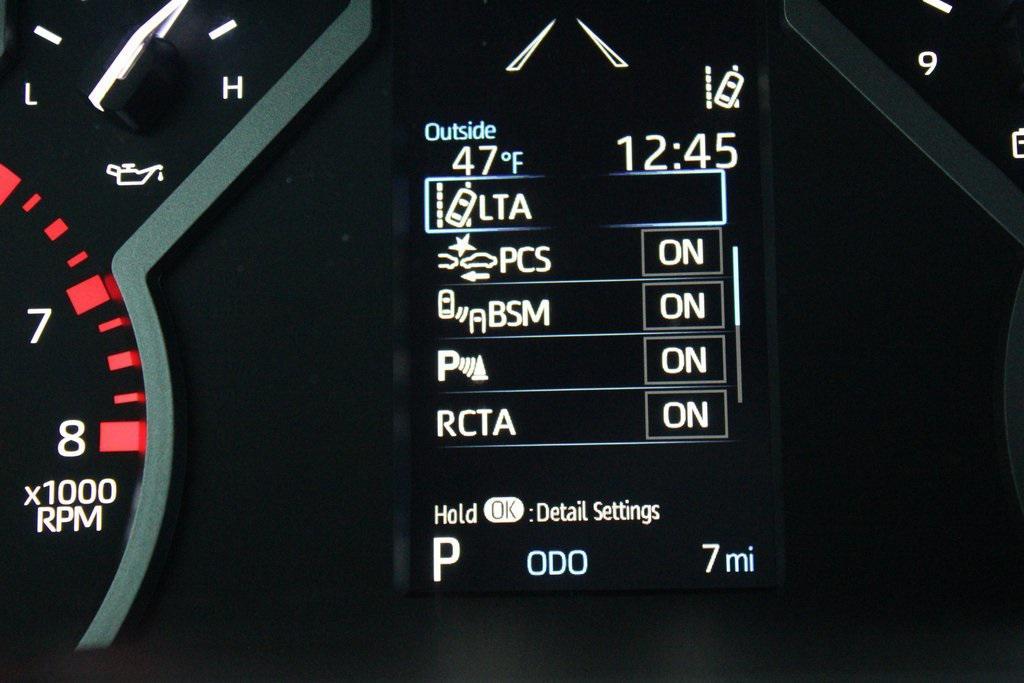 L
H
9
Outside
47°F
12:45
LTA
PCS ON
BSM ON
P ON
RCTA ON
7
8
x1000
RPM
Hold OK : Detail Settings
P ODO 7 mi